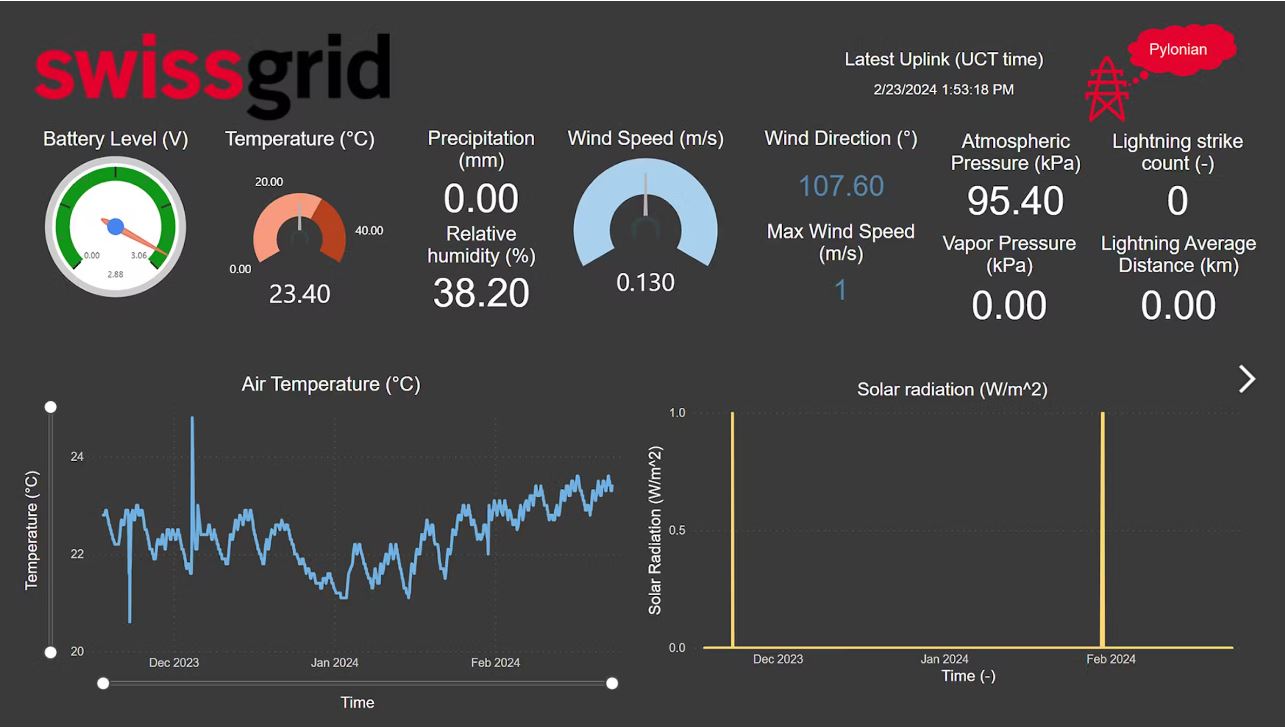 swissgrid
Latest Uplink (UCT time)
2/23/2024 1:53:18 PM
Pylonian
Battery Level (V)
0.00
3.06
2.88
Temperature (°C)
20.00
40.00
0.00
23.40
Precipitation
(mm)
0.00
Relative
humidity (%)
38.20
Wind Speed (m/s)
0.130
Wind Direction (°)
107.60
Max Wind Speed
(m/s)
1
Atmospheric
Pressure (kPa)
95.40
Vapor Pressure
(kPa)
0.00
Lightning strike
count (-)
0
Lightning Average
Distance (km)
0.00
Air Temperature (°C)
Temperature (°C)
24
22
20
Dec 2023
Jan 2024
Feb 2024
Time
Solar radiation (W/m^2)
Solar Radiation (W/m^2)
1.0
0.5
0.0
Dec 2023
Jan 2024
Feb 2024
Time (-)